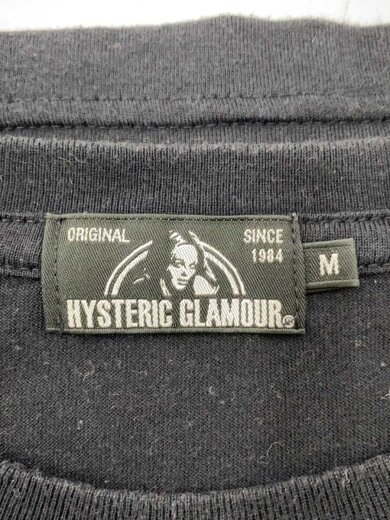 ORIGINAL SINCE
1984
HYSTERIC GLAMOUR
M